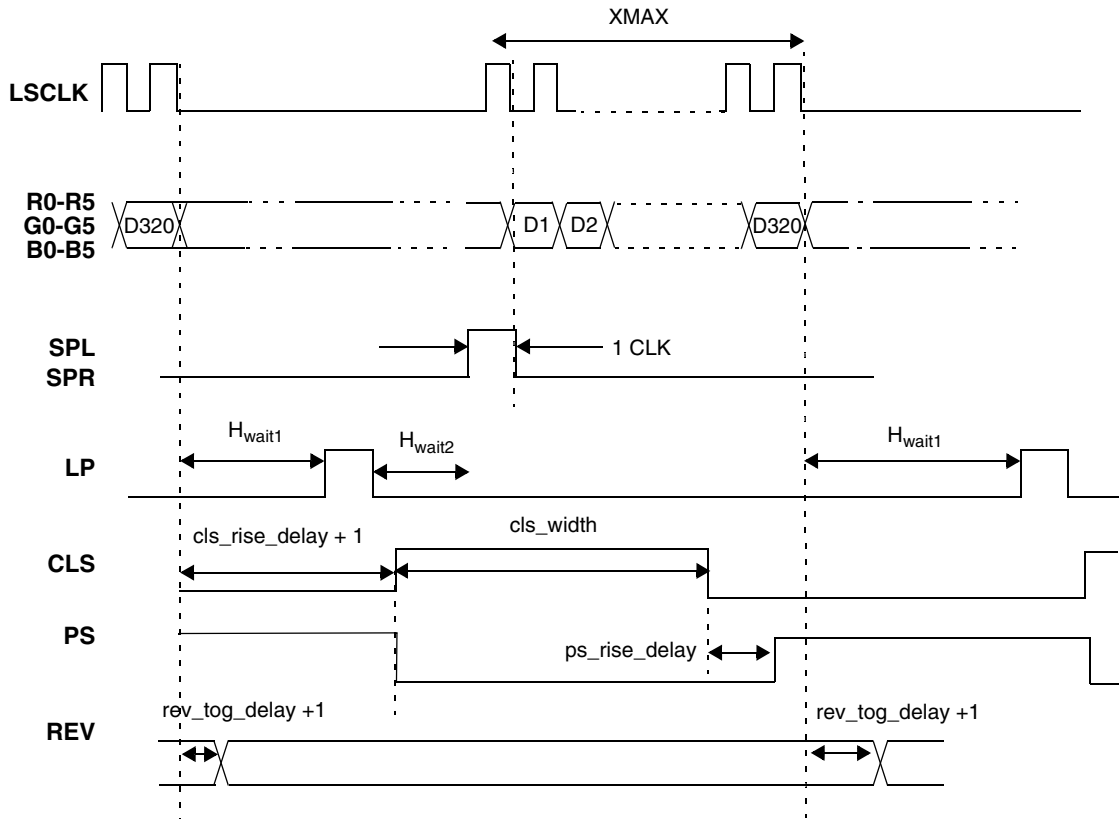 XMAX
LSCLK
R0-R5
G0-G5
B0-B5
D320
D1
D2
D320
SPL
SPR
1 CLK
LP
Hwait1
Hwait2
Hwait1
CLS
cls_rise_delay + 1
cls_width
PS
ps_rise_delay
REV
rev_tog_delay +1
rev_tog_delay +1